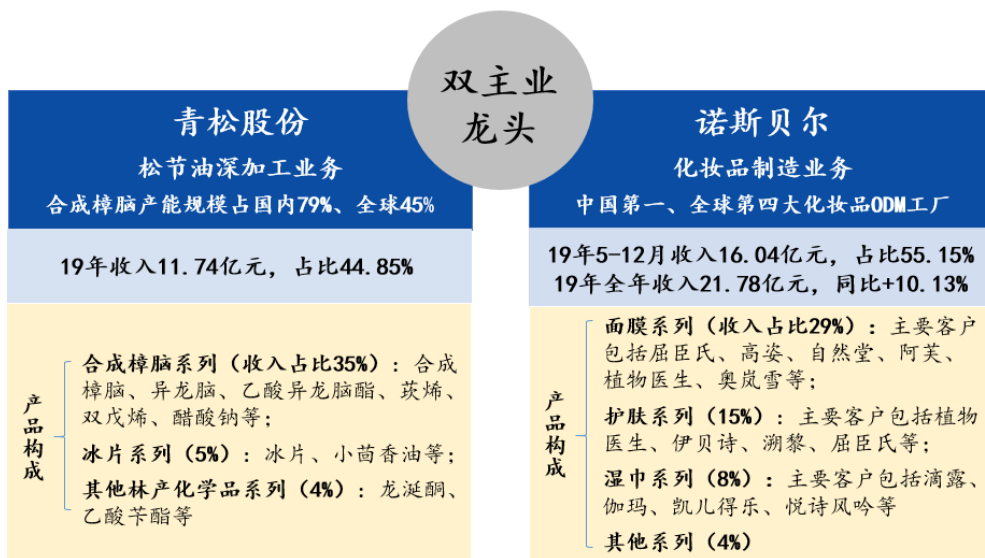 双主业
龙头
青松股份
松节油深加工业务
合成樟脑产能规模占国内79%、全球45%
19年收入11.74亿元，占比44.85%
产品构成
合成樟脑系列（收入占比35%）：合成
樟脑、异龙脑、乙酸异龙脑酯、莰烯、
双戊烯、醋酸钠等；
冰片系列（5%）：冰片、小茴香油等；
其他林产化学品系列（4%）：龙涎酮、
乙酸苄酯等
诺斯贝尔
化妆品制造业务
中国第一、全球第四大化妆品ODM工厂
19年5-12月收入16.04亿元，占比55.15%
19年全年收入21.78亿元，同比+10.13%
产品构成
面膜系列（收入占比29%）：主要客户
包括屈臣氏、高姿、自然堂、阿芙、
植物医生、奥岚雪等；
护肤系列（15%）：主要客户包括植物
医生、伊贝诗、溯黎、屈臣氏等；
湿巾系列（8%）：主要客户包括滴露、
伽玛、凯儿得乐、悦诗风吟等
其他系列（4%）